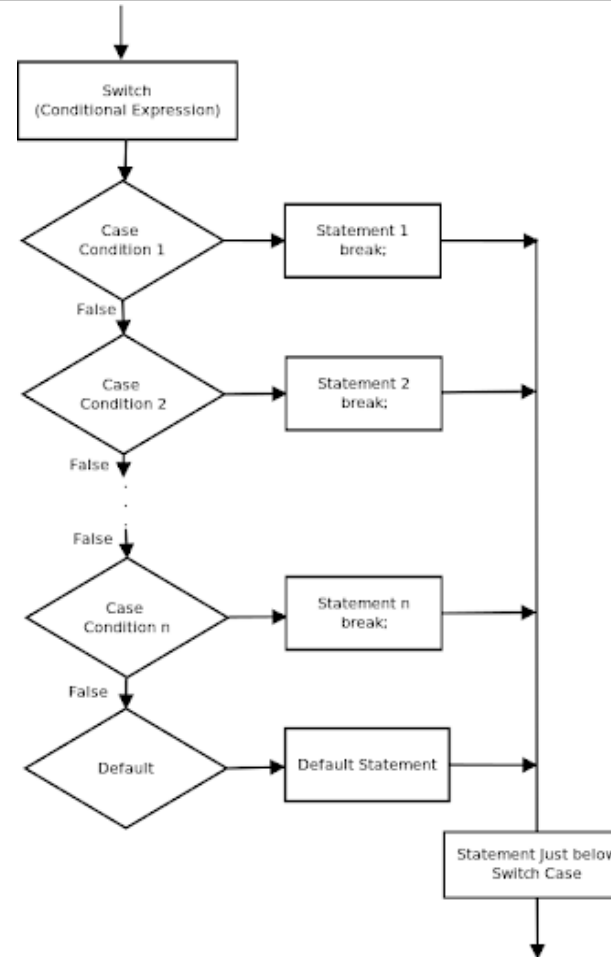 Switch
(Conditional Expression)
Case
Condition 1
Statement 1
break;
False
Case
Condition 2
Statement 2
break;
False
False
Case
Condition n
Statement n
break;
False
Default
Default Statement
Statement Just below
Switch Case